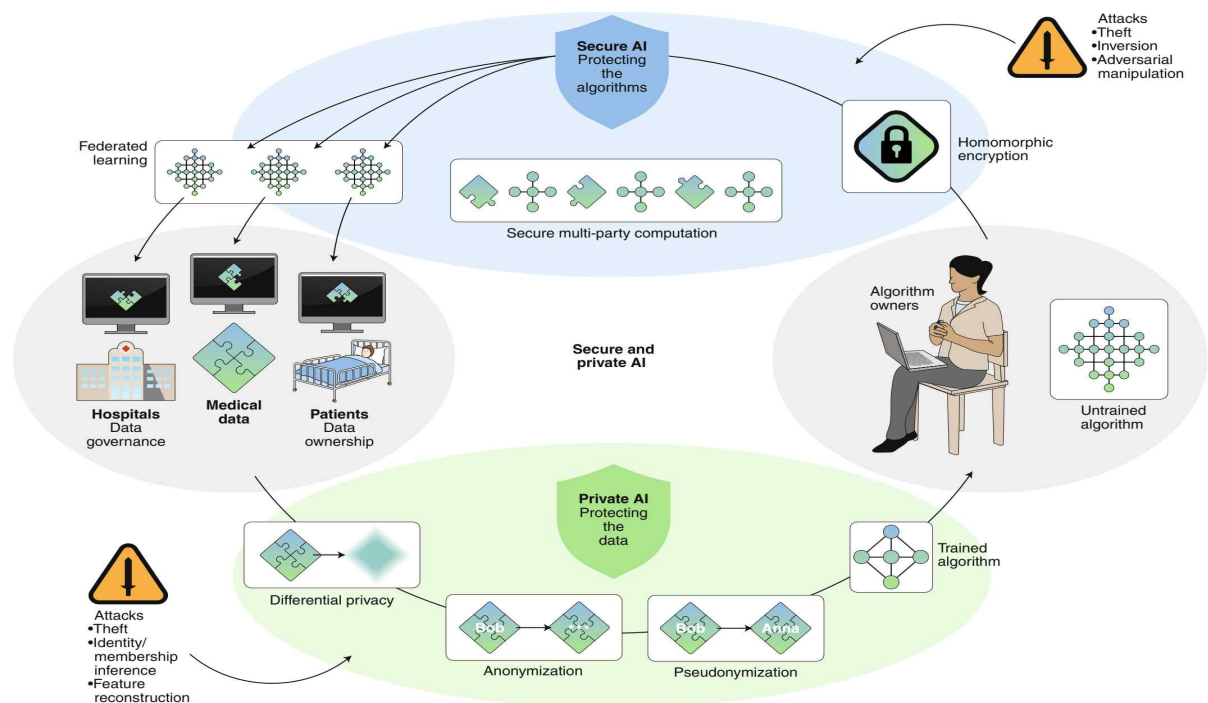 Secure AI
Protecting
the
algorithms
Attacks
•Theft
•Inversion
•Adversarial
manipulation
Federated
learning
Homomorphic
encryption
Secure multi-party computation
Algorithm
owners
Untrained
algorithm
Secure and
private AI
Hospitals
Data
governance
Medical
data
Patients
Data
ownership
Private AI
Protecting
the
data
Differential privacy
Trained
algorithm
Attacks
•Theft
•Identity/
membership
inference
•Feature
reconstruction
Bob
***
Anonymization
Bob
Anna
Pseudonymization